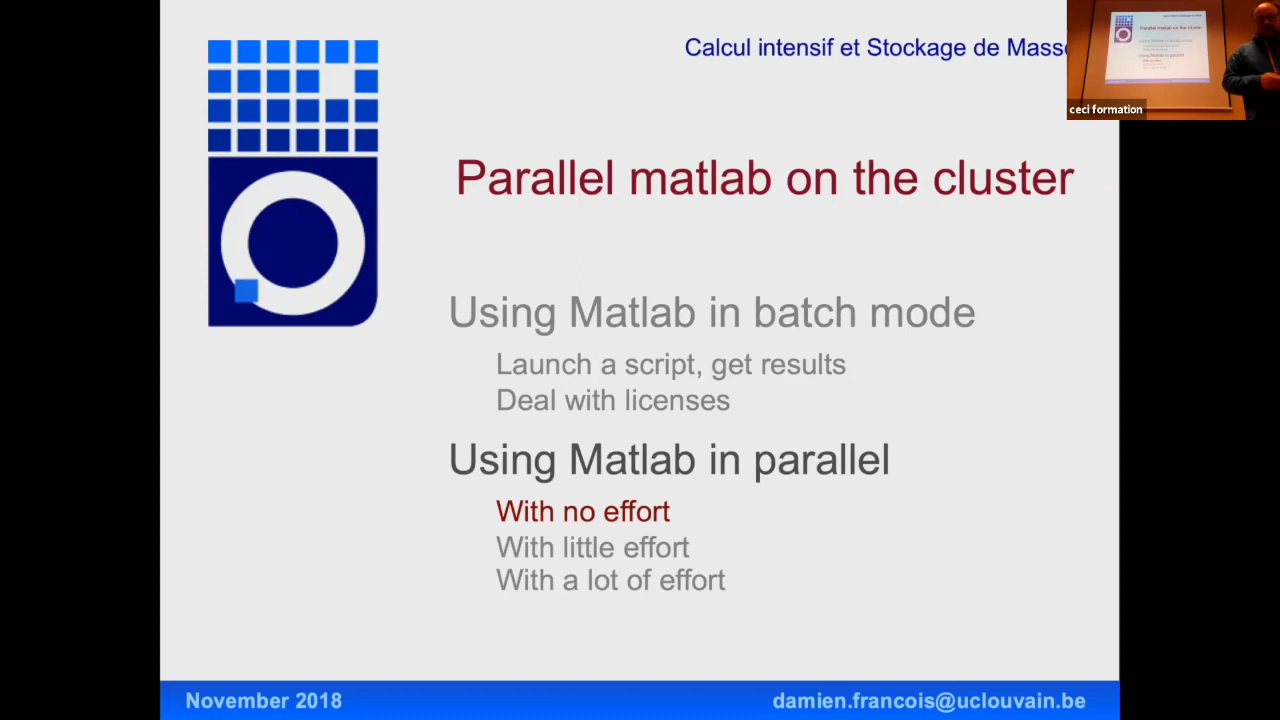 Calcul intensif et Stockage de Masse
ceci formation
Parallel matlab on the cluster
Using Matlab in batch mode
Launch a script, get results
Deal with licenses
Using Matlab in parallel
With no effort
With little effort
With a lot of effort
November 2018
damien.francois@uclouvain.be